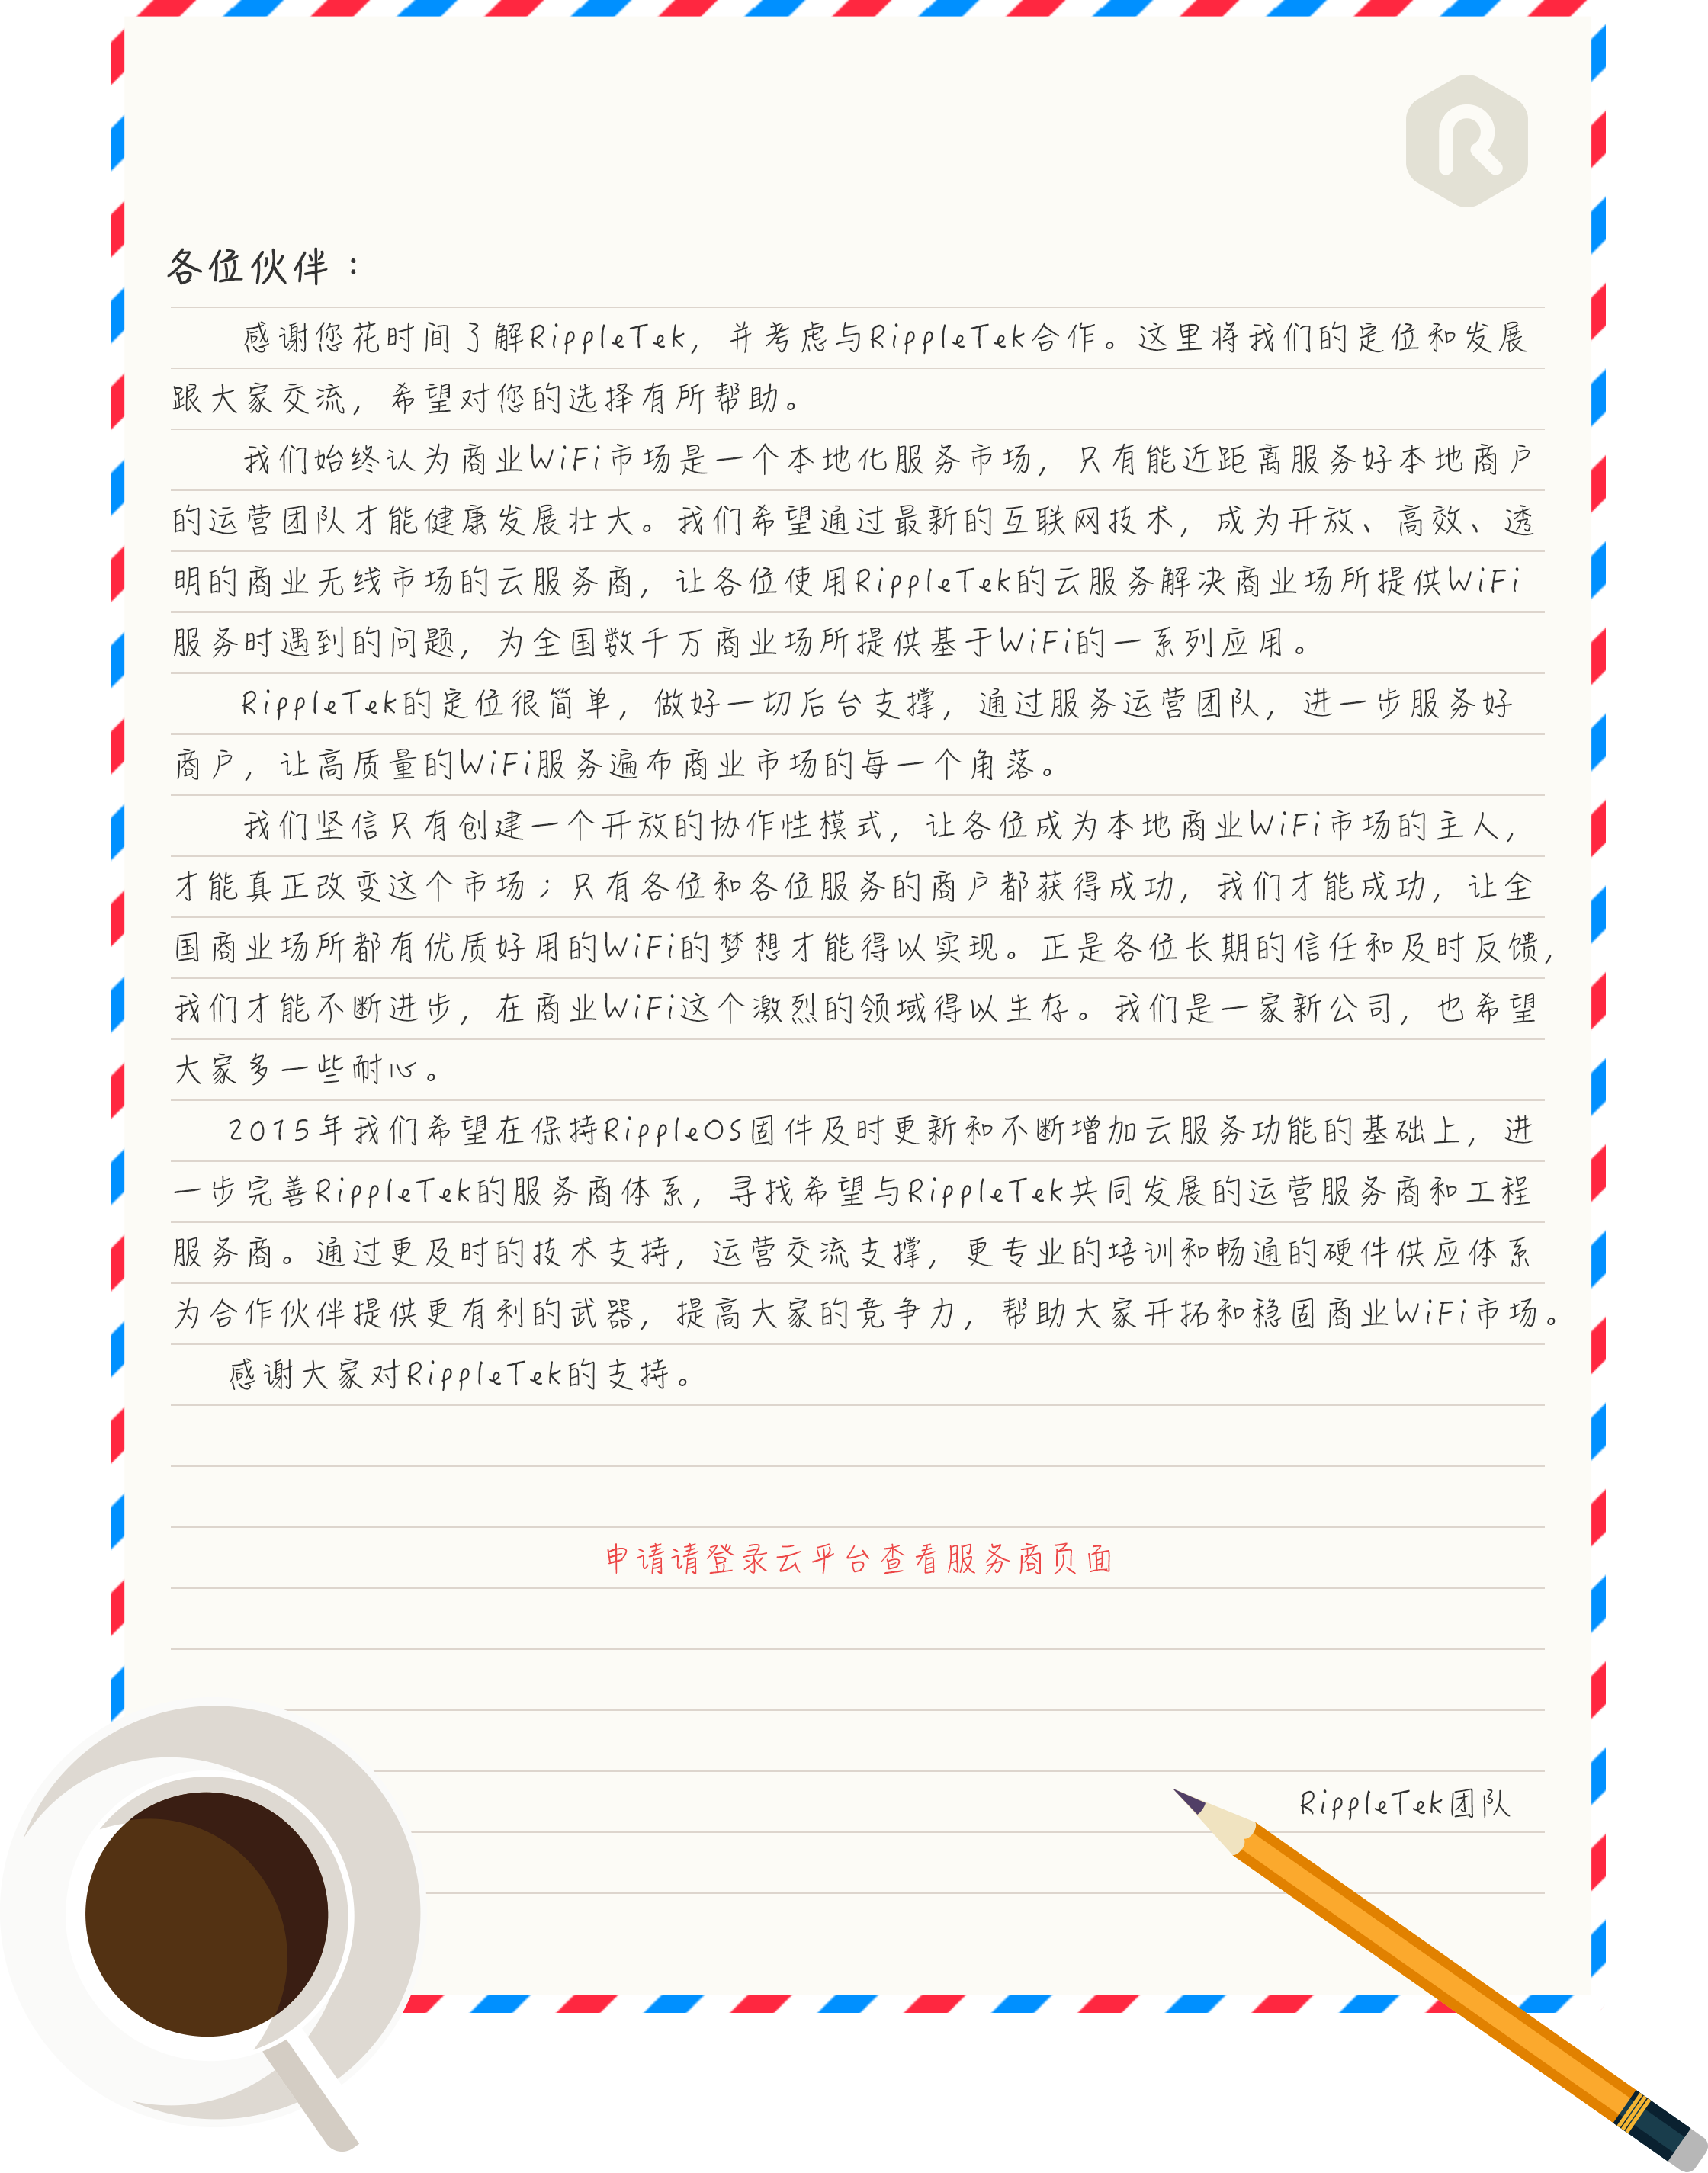 R
各位伙伴：
感谢您花时间了解RippleTek，并考虑与RippleTek合作。这里将我们的定位和发展
跟大家交流，希望对您的选择有所帮助。
我们始终认为商业WiFi市场是一个本地化服务市场，只有能近距离服务好本地商户
的运营团队才能健康发展壮大。我们希望通过最新的互联网技术，成为开放、高效、透
明的商业无线市场的云服务商，让各位使用RippleTek的云服务解决商业场所提供WiFi
服务时遇到的问题，为全国数千万商业场所提供基于WiFi的一系列应用。
RippleTek的定位很简单，做好一切后台支撑，通过服务运营团队，进一步服务好
商户，让高质量的WiFi服务遍布商业市场的每一个角落。
我们坚信只有创建一个开放的协作性模式，让各位成为本地商业WiFi市场的主人，
才能真正改变这个市场；只有各位和各位服务的商户都获得成功，我们才能成功，让全
国商业场所都有优质好用的WiFi的梦想才能得以实现。正是各位长期的信任和及时反馈，
我们才能不断进步，在商业WiFi这个激烈的领域得以生存。我们是一家新公司，也希望
大家多一些耐心。
2015年我们希望在保持RippleOS固件及时更新和不断增加云服务功能的基础上，进
一步完善RippleTek的服务商体系，寻找希望与RippleTek共同发展的运营服务商和工程
服务商。通过更及时的技术支持，运营交流支撑，更专业的培训和畅通的硬件供应体系
为合作伙伴提供更有利的武器，提高大家的竞争力，帮助大家开拓和稳固商业WiFi市场。
感谢大家对RippleTek的支持。
申请请登录云平台查看服务商页面
RippleTek团队